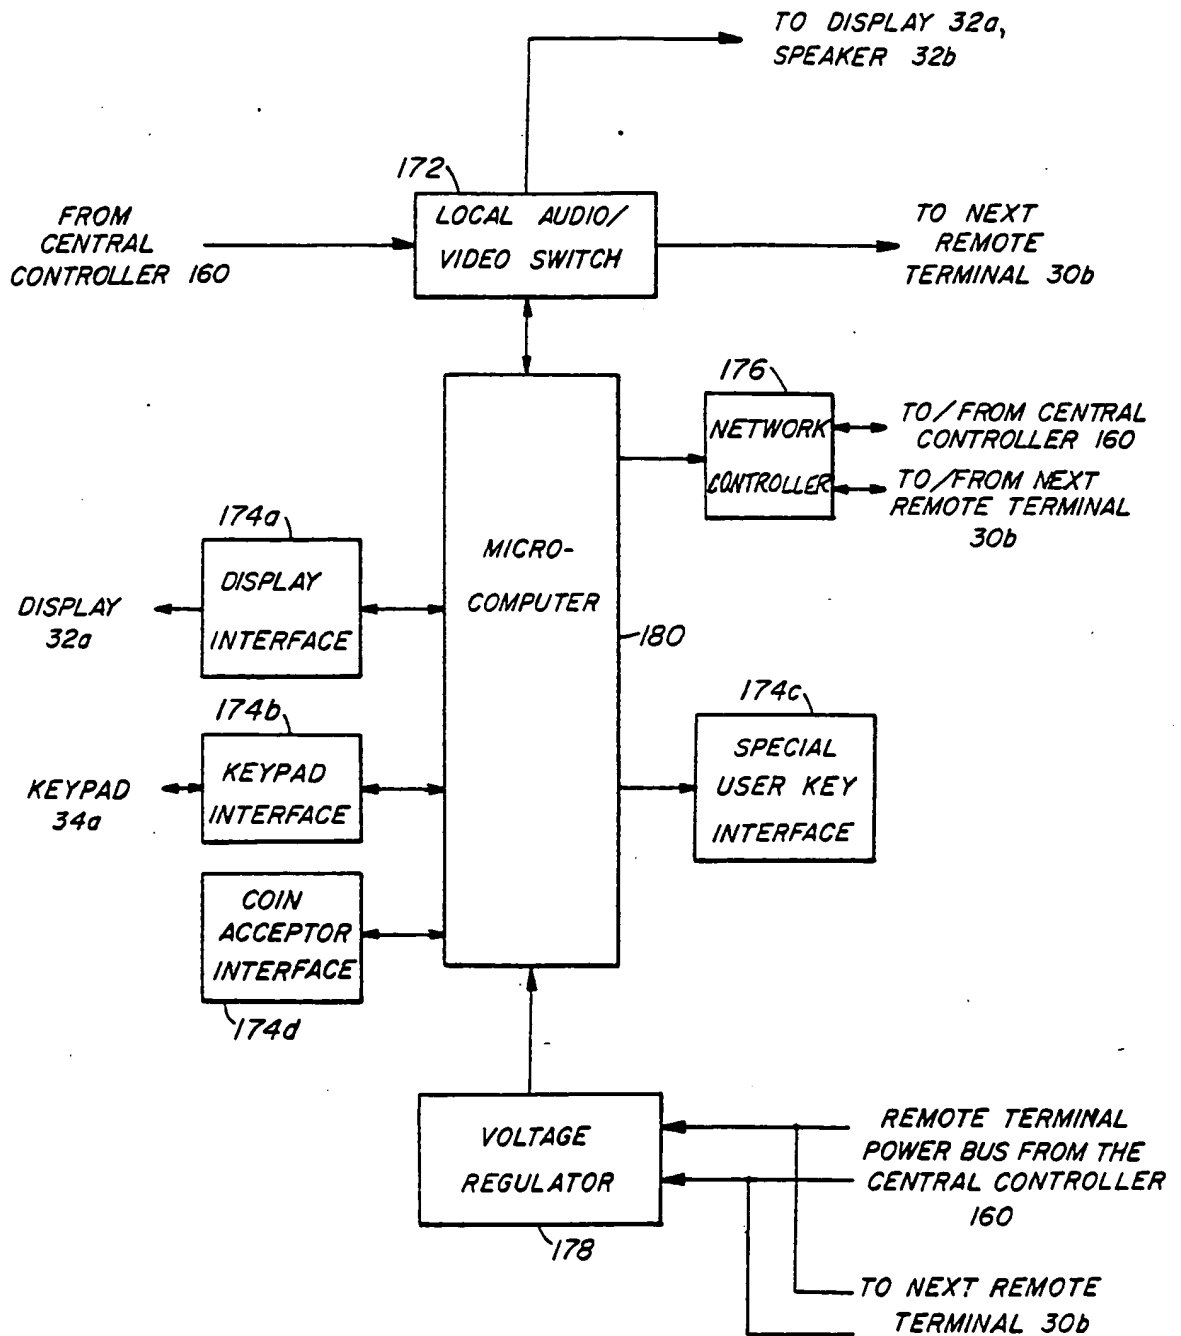 TO DISPLAY 32a,
SPEAKER 32b
172
LOCAL AUDIO/
VIDEO SWITCH
FROM
CENTRAL
CONTROLLER 160
TO NEXT
REMOTE
TERMINAL 30b
176
NETWORK
CONTROLLER
TO/FROM CENTRAL
CONTROLLER 160
TO/FROM NEXT
REMOTE TERMINAL
30b
MICRO-
COMPUTER
180
174a
DISPLAY
INTERFACE
DISPLAY
32a
174b
KEYPAD
INTERFACE
KEYPAD
34a
174c
SPECIAL
USER KEY
INTERFACE
COIN
ACCEPTOR
INTERFACE
174d
VOLTAGE
REGULATOR
178
REMOTE TERMINAL
POWER BUS FROM THE
CENTRAL CONTROLLER
160
TO NEXT REMOTE
TERMINAL 30b